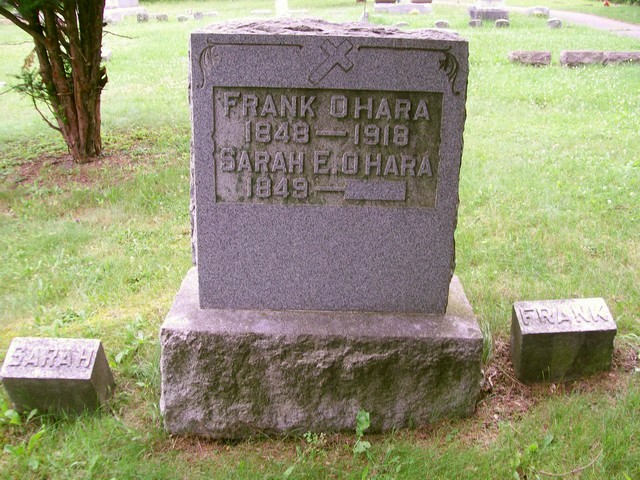 FRANK O'HARA
1848—1918
SARAH E. O'HARA
1849—
SARAH
FRANK